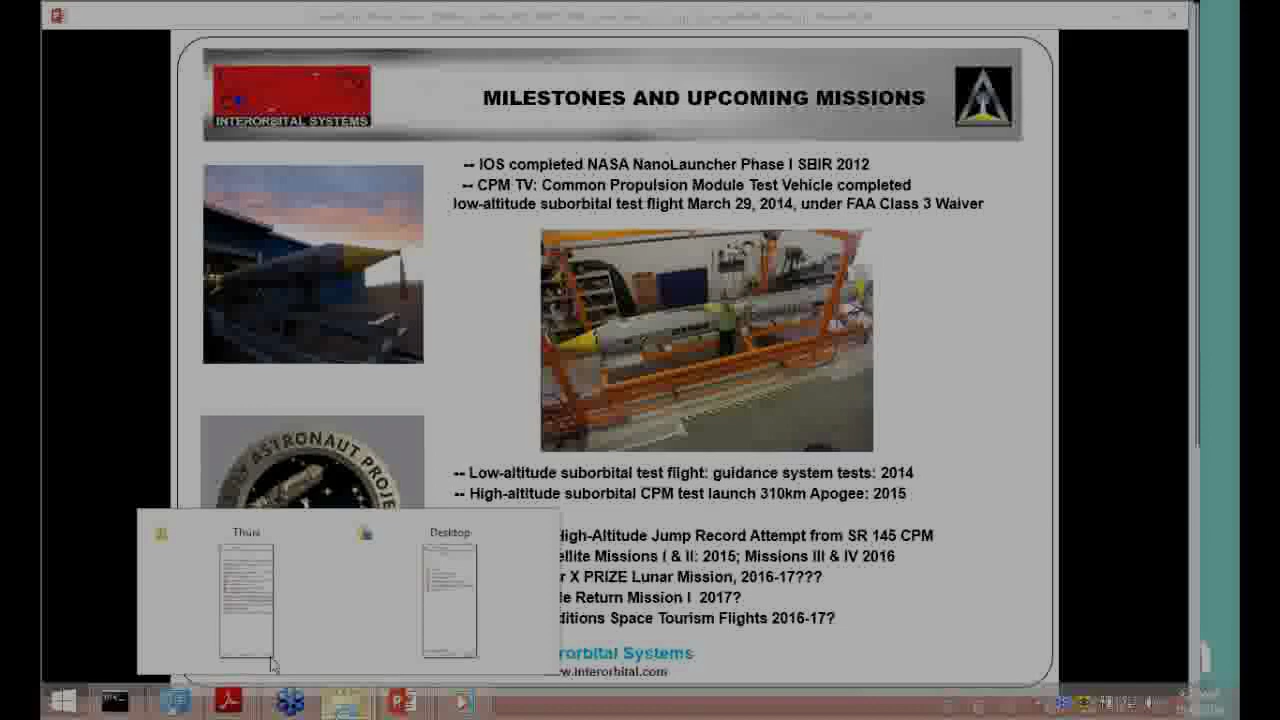 INTERORBITAL SYSTEMS
MILESTONES AND UPCOMING MISSIONS
-- IOS completed NASA NanoLauncher Phase I SBIR 2012
-- CPM TV: Common Propulsion Module Test Vehicle completed
low-altitude suborbital test flight March 29, 2014, under FAA Class 3 Waiver
ASTRONAUT PROJE
-- Low-altitude suborbital test flight: guidance system tests: 2014
-- High-altitude suborbital CPM test launch 310km Apogee: 2015
High-Altitude Jump Record Attempt from SR 145 CPM
ellite Missions I & II: 2015; Missions III & IV 2016
r X PRIZE Lunar Mission, 2016-17???
le Return Mission I 2017?
ditions Space Tourism Flights 2016-17?
rorbital Systems
w.interorbital.com
Thurs
Desktop